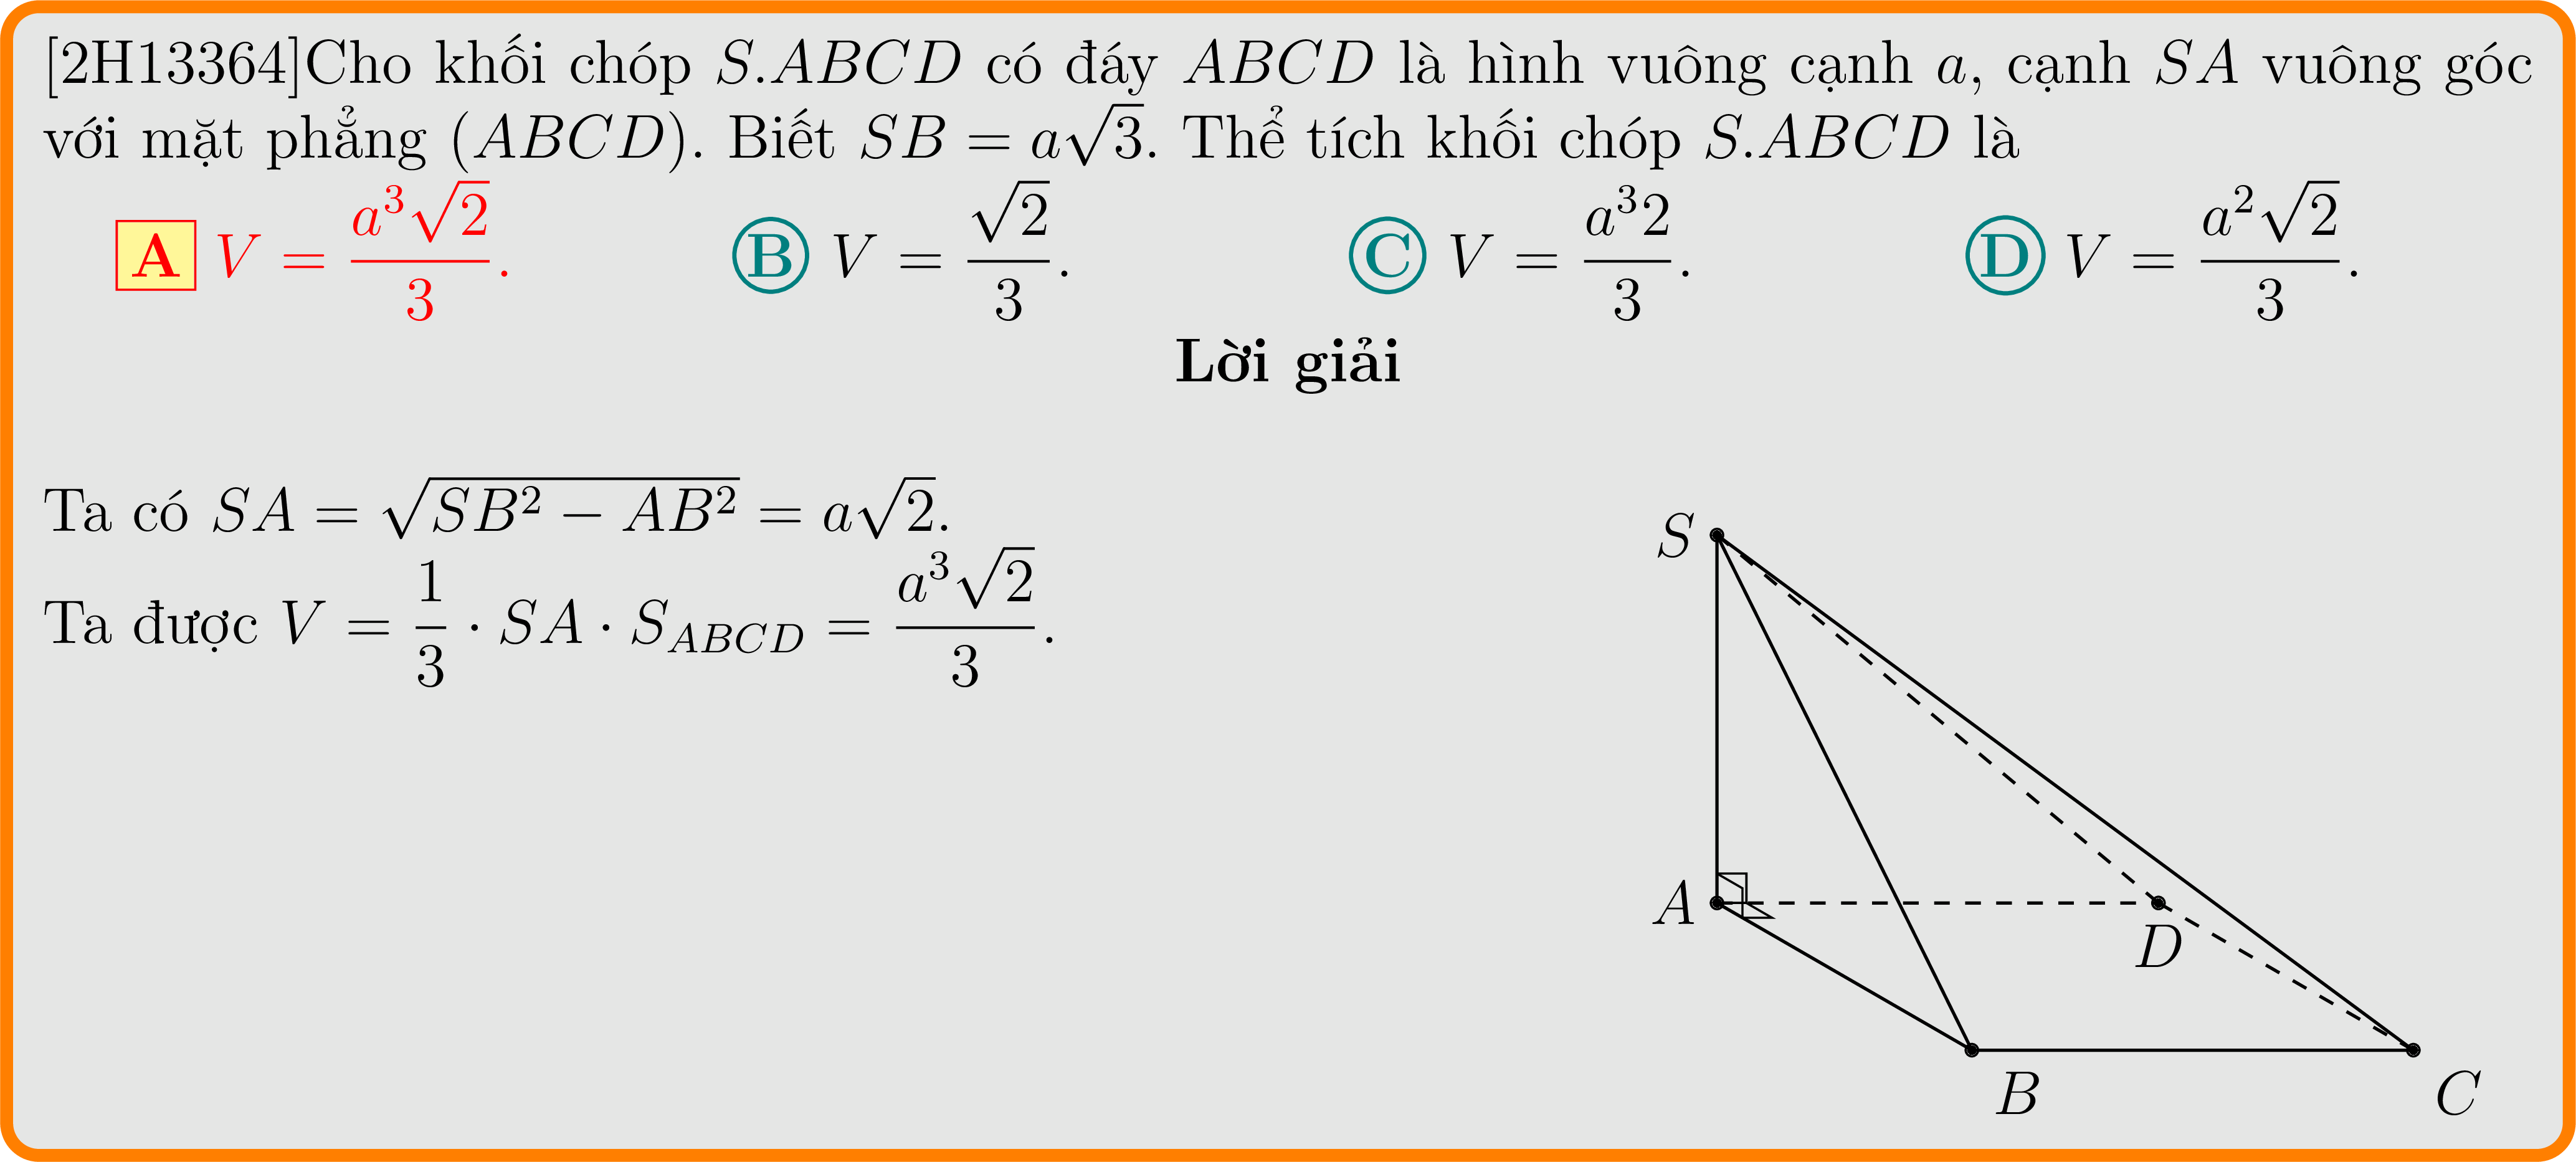 [2H13364]Cho khối chóp S.ABCD có đáy ABCD là hình vuông cạnh a, cạnh SA vuông góc
với mặt phẳng (ABCD). Biết SB = a√3. Thể tích khối chóp S.ABCD là
A V = \frac{a^3\sqrt{2}}{3}. B V = \frac{\sqrt{2}}{3}. C V = \frac{a^3 2}{3}. D V = \frac{a^2\sqrt{2}}{3}.
Lời giải
Ta có SA = \sqrt{SB^2 − AB^2} = a\sqrt{2}.
Ta được V = \frac{1}{3} · SA · S_{ABCD} = \frac{a^3\sqrt{2}}{3}.
S
A
D
B
C